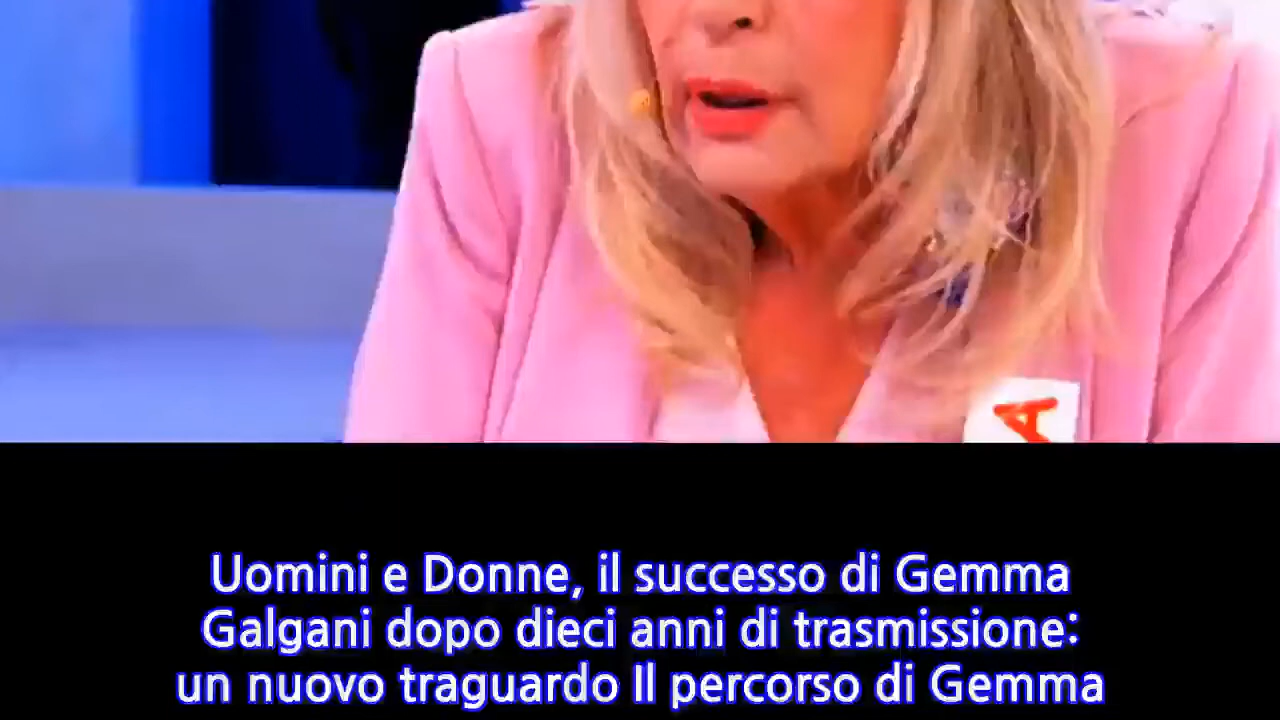 A
Uomini e Donne, il successo di Gemma
Galgani dopo dieci anni di trasmissione:
un nuovo traguardo Il percorso di Gemma